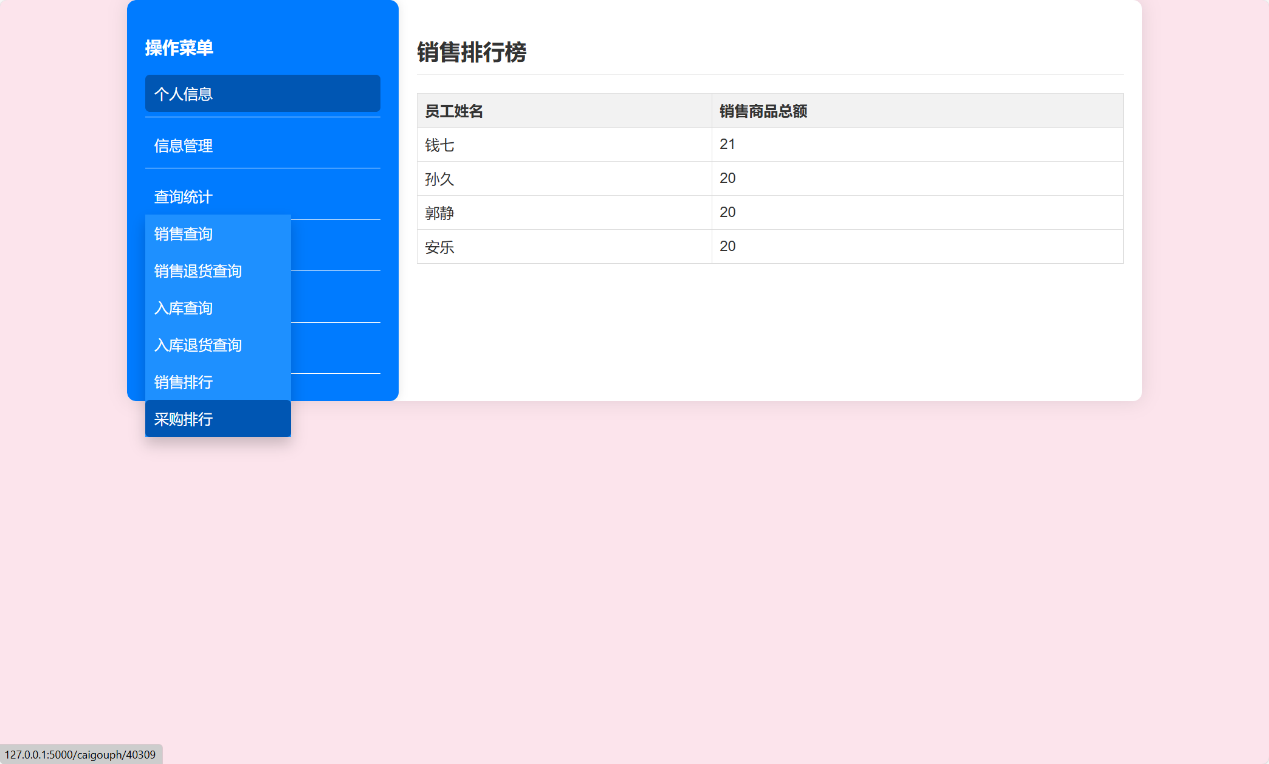 操作菜单
个人信息
信息管理
查询统计
销售查询
销售退货查询
入库查询
入库退货查询
销售排行
采购排行
销售排行榜
员工姓名 销售商品总额
钱七 21
孙久 20
郭静 20
安乐 20
127.0.0.1:5000/caigouph/40309